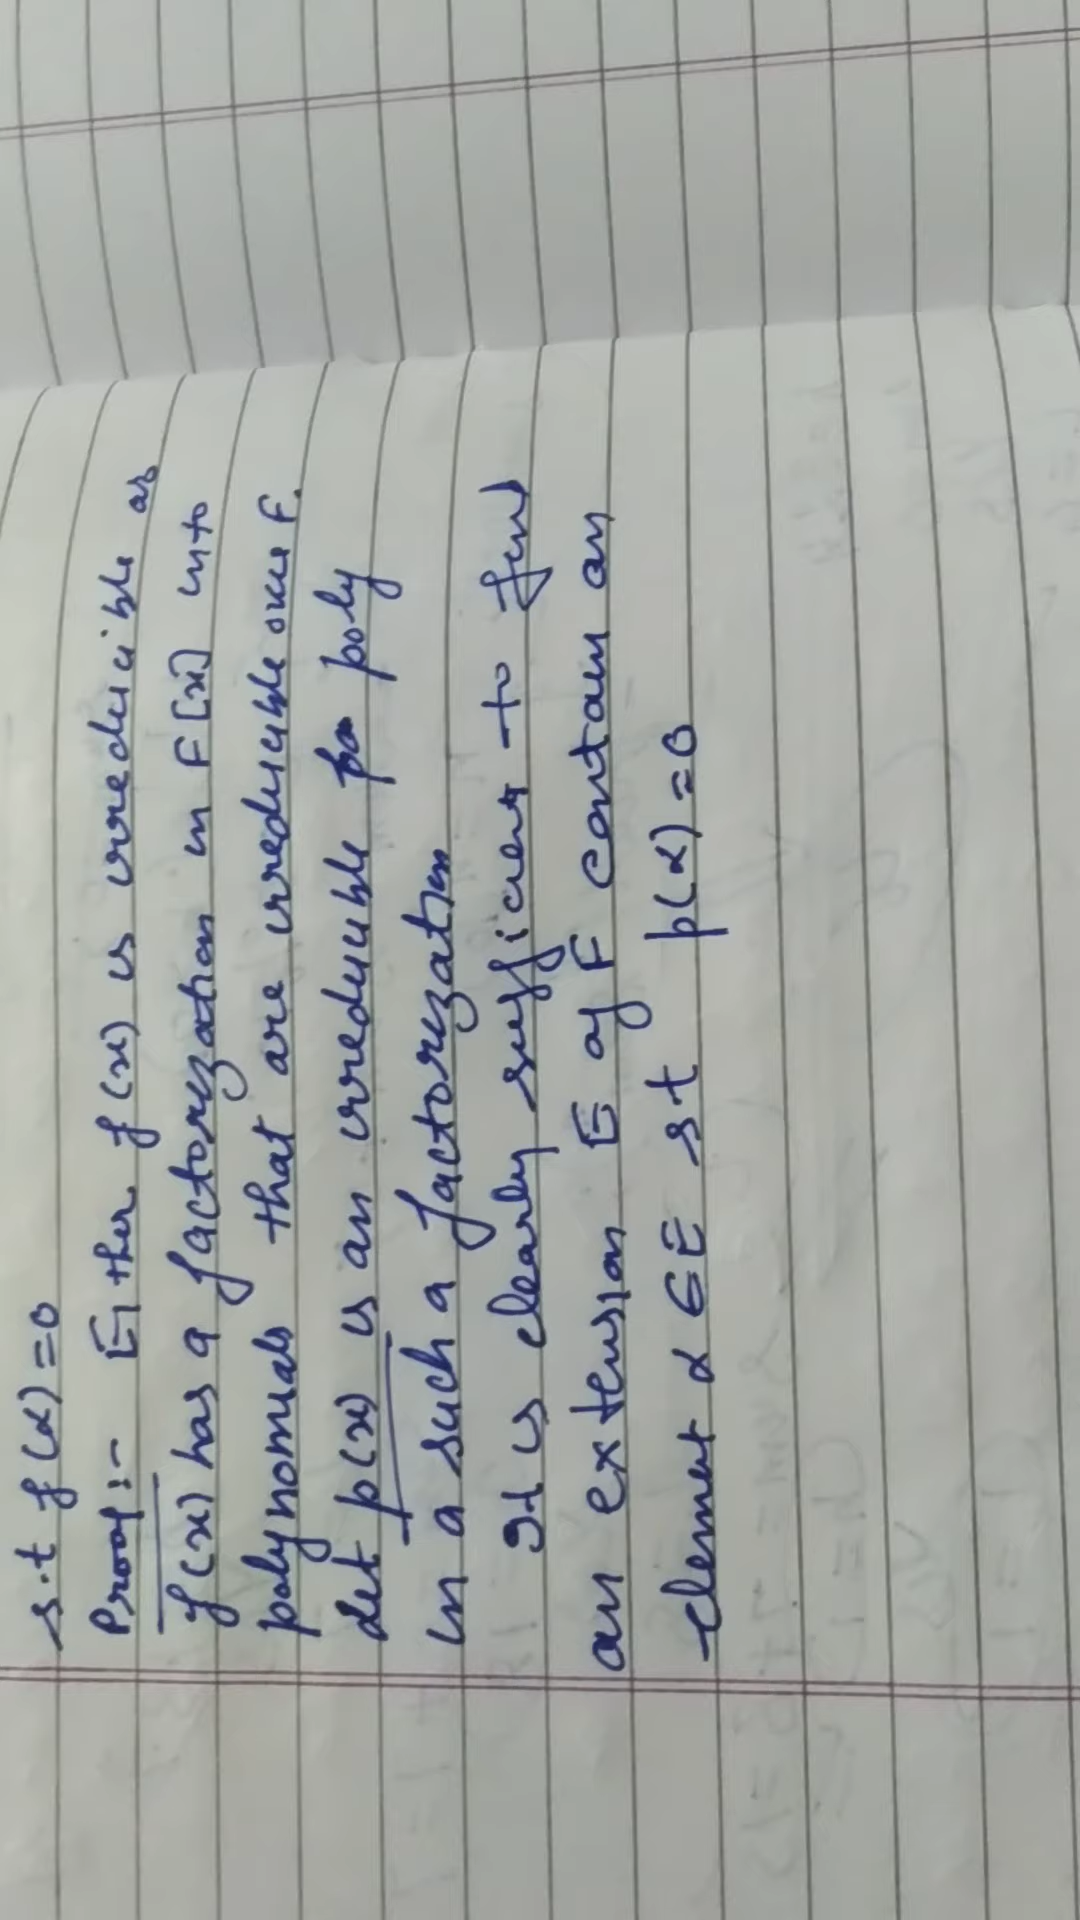 s.t f(α)=0
Proof :- Either f(x) is irreducible or
f(x) has a factorization in F[x] into
polynomials that are irreducible over F.
Let p(x) is an irreducible poly
in a such a factorization
It is clearly sufficient to find
an extension E of F contain an
element α ∈ E st p(α)=0